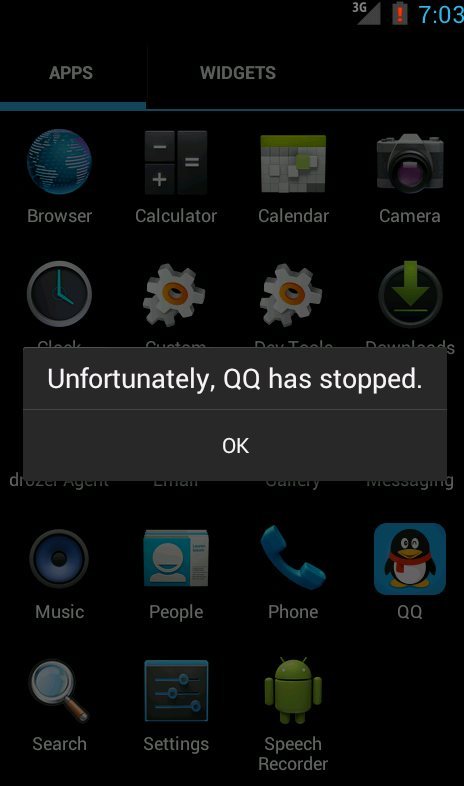 3G 7:03
APPS WIDGETS
Browser Calculator Calendar Camera
Clock Custom Dev Tools Downloads
Unfortunately, QQ has stopped.
OK
drozer Agent Email Gallery Messaging
Music People Phone QQ
Search Settings Speech
Recorder